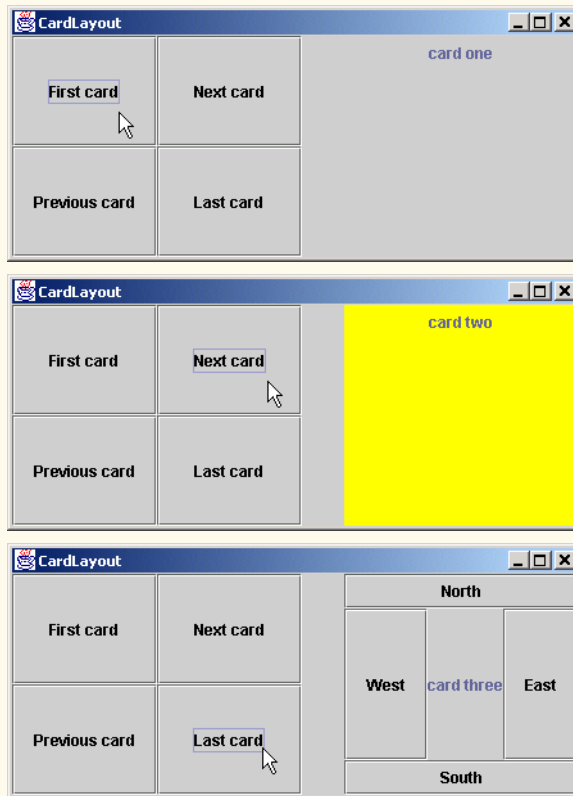 CardLayout
card one
First card
Next card
Previous card
Last card
CardLayout
card two
First card
Next card
Previous card
Last card
CardLayout
North
First card
Next card
West
card three
East
Previous card
Last card
South